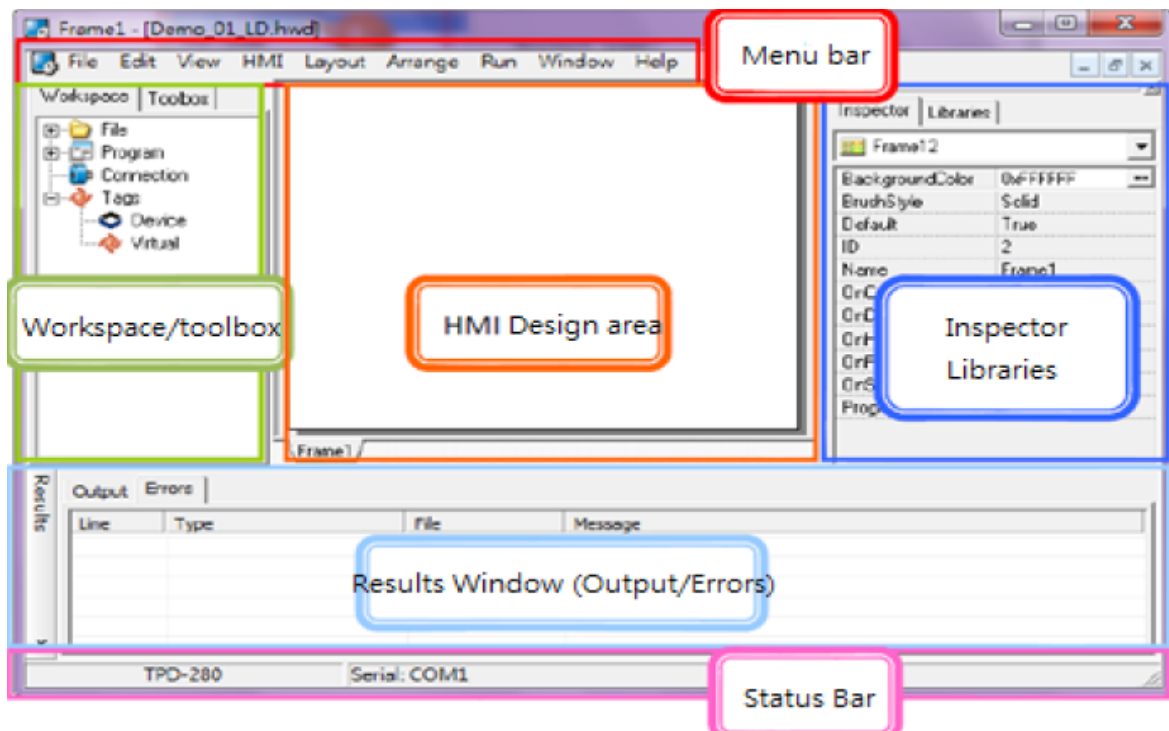 Frame1 - [Demo_01_LD.hwd]
Menu bar
File Edit View HMI Layout Arrange Run Window Help
Workspace Toolbox
File
Program
Connection
Tags
Device
Virtual
Workspace/toolbox
HMI Design area
Frame1
Inspector Libraries
Frame12
BackgroundColor 0xFFFFFF
BrushStyle Solid
Default True
ID 2
Name Frame1
Inspector
Libraries
Results
Output Errors
Line Type File Message
Results Window (Output/Errors)
TPD-280 Serial: COM1
Status Bar